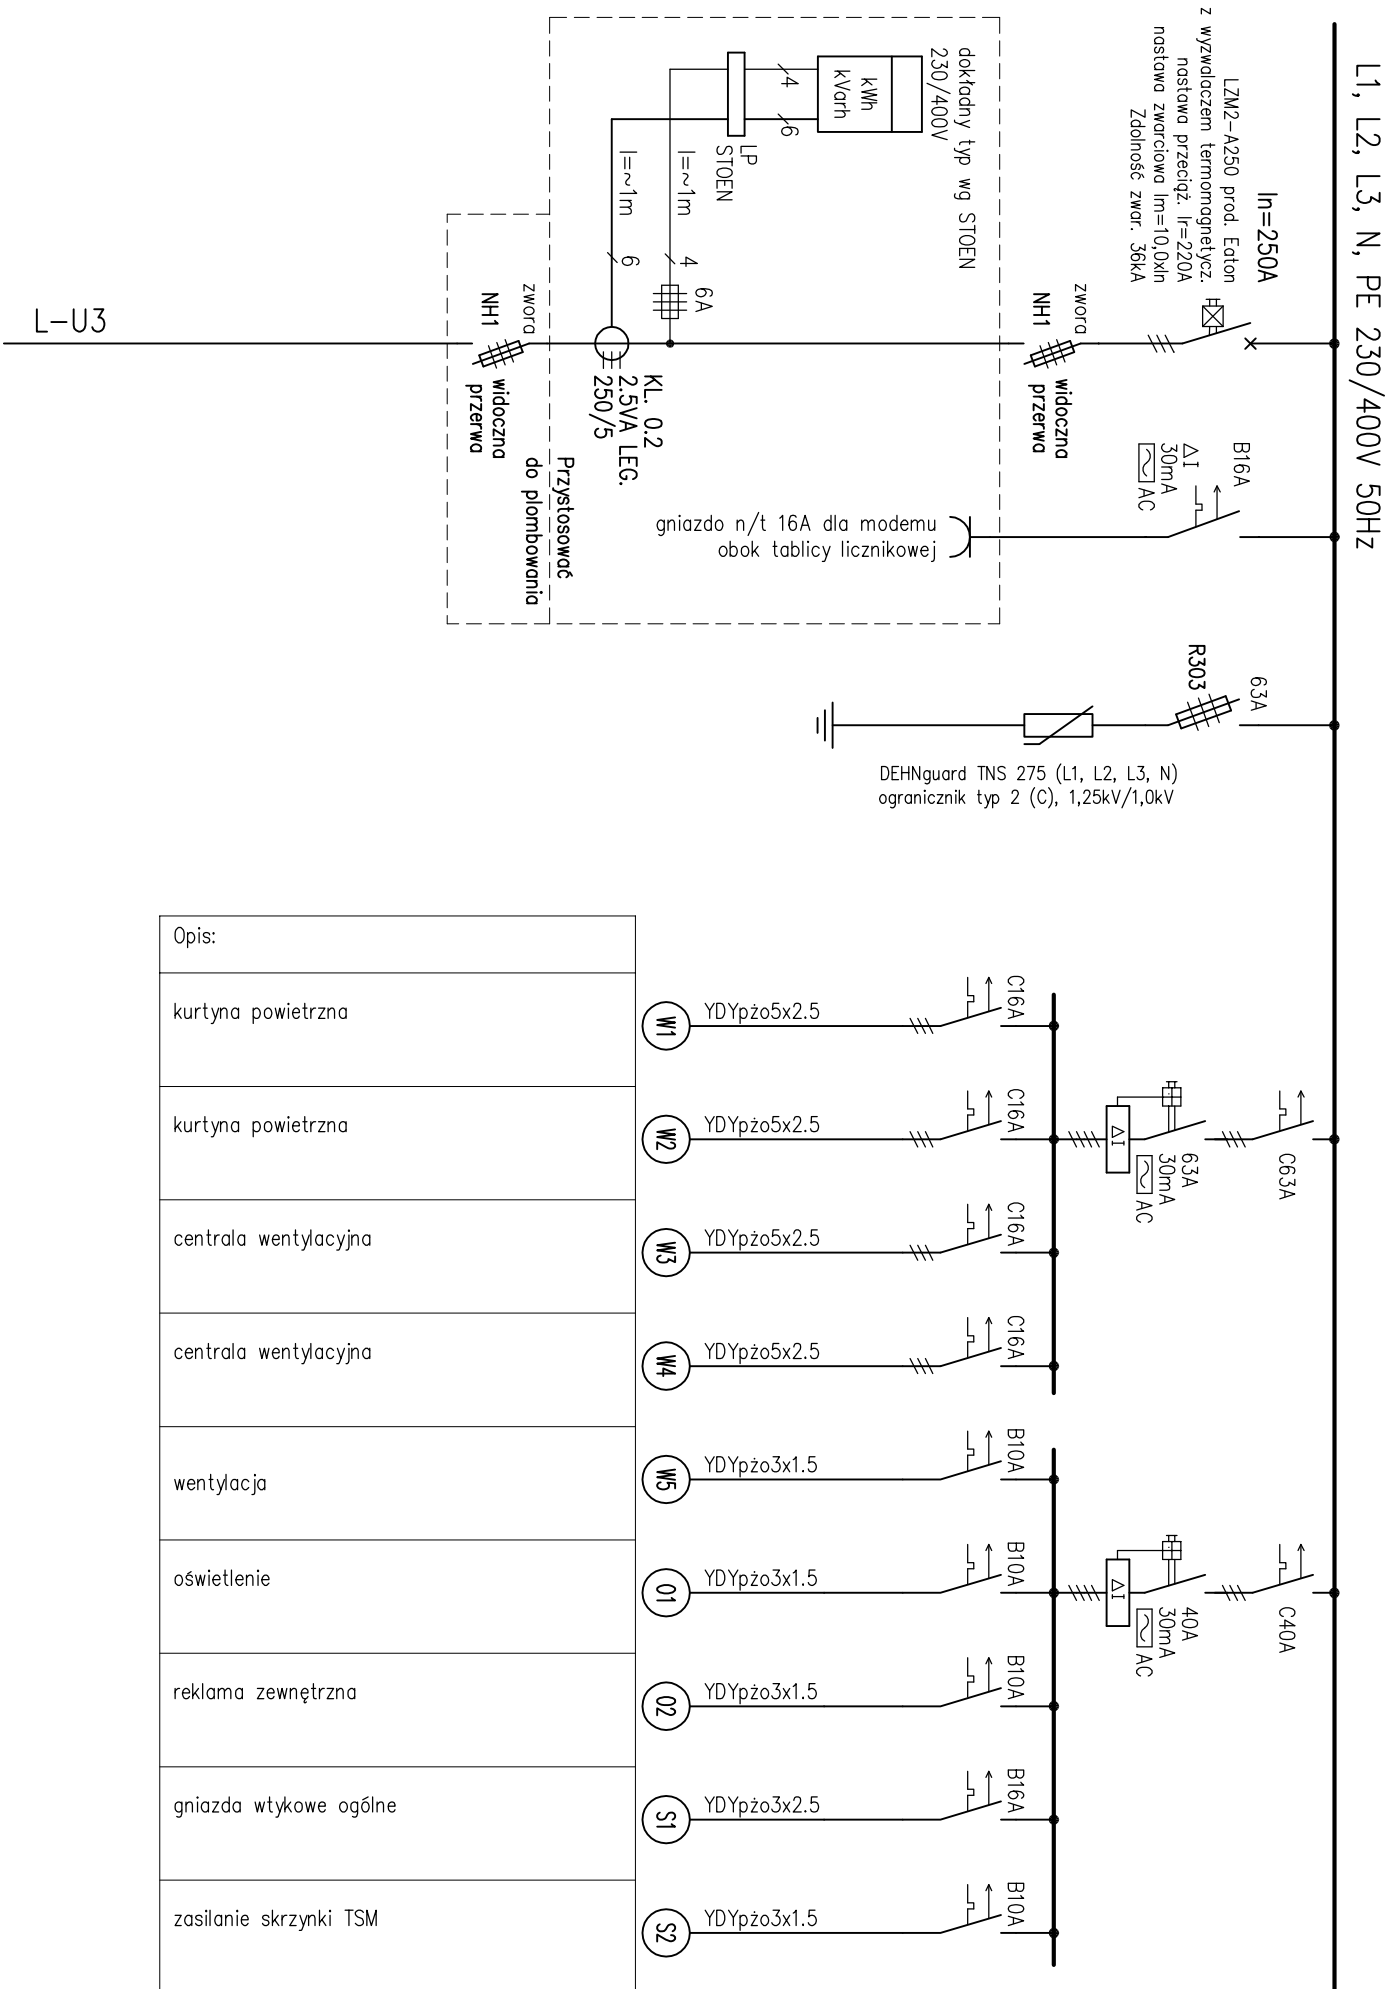 L1, L2, L3, N, PE 230/400V 50Hz
In=250A
LZM2-A250 prod. Eaton
z wyzwalaczem termomagnetycz.
nastawa przeciąż. Ir=220A
nastawa zwarciowa Im=10,0xIn
Zdolność zwar. 36kA
zwora
NH1
widoczna
przerwa
dokładny typ wg STOEN
230/400V
kWh
kVarh
4
6
LP
STOEN
l=~1m
l=~1m
4
6
6A
KL. 0.2
2.5VA LEG.
250/5
zwora
NH1
widoczna
przerwa
Przystosować
do plombowania
L-U3
B16A
ΔI
30mA
AC
gniazdo n/t 16A dla modemu
obok tablicy licznikowej
63A
R303
DEHNguard TNS 275 (L1, L2, L3, N)
ogranicznik typ 2 (C), 1,25kV/1,0kV
C63A
63A
30mA
AC
ΔI
C40A
40A
30mA
AC
ΔI
Opis:
kurtyna powietrzna
W1
YDYpżo5x2.5
C16A
kurtyna powietrzna
W2
YDYpżo5x2.5
C16A
centrala wentylacyjna
W3
YDYpżo5x2.5
C16A
centrala wentylacyjna
W4
YDYpżo5x2.5
C16A
wentylacja
W5
YDYpżo3x1.5
B10A
oświetlenie
O1
YDYpżo3x1.5
B10A
reklama zewnętrzna
O2
YDYpżo3x1.5
B10A
gniazda wtykowe ogólne
S1
YDYpżo3x2.5
B16A
zasilanie skrzynki TSM
S2
YDYpżo3x1.5
B10A